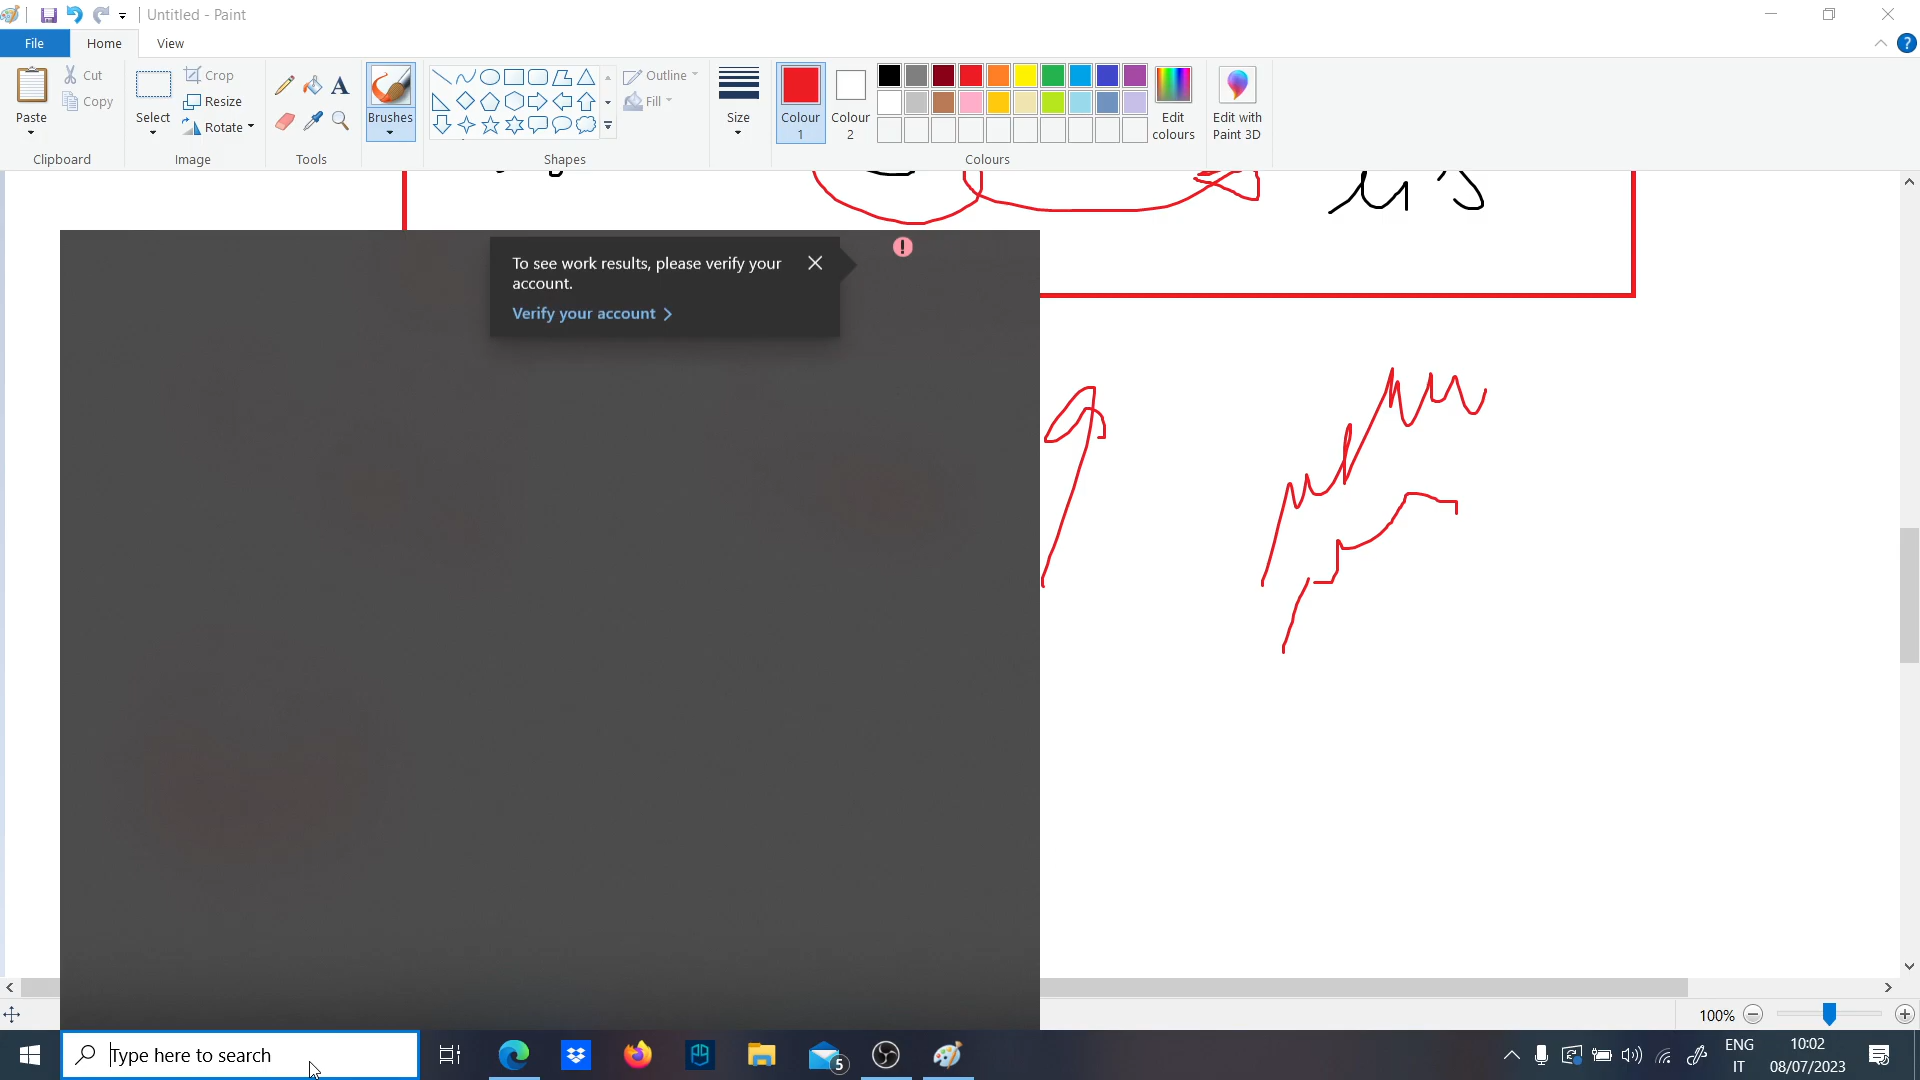 Untitled - Paint
File Home View
Paste
Cut
Copy
Clipboard
Select
Crop
Resize
Rotate
Image
Tools
Brushes
Outline
Fill
Shapes
Size
Colour 1
Colour 2
Edit colours
Edit with Paint 3D
Colours
To see work results, please verify your
account.
Verify your account
100%
Type here to search
5
ENG
IT
10:02
08/07/2023